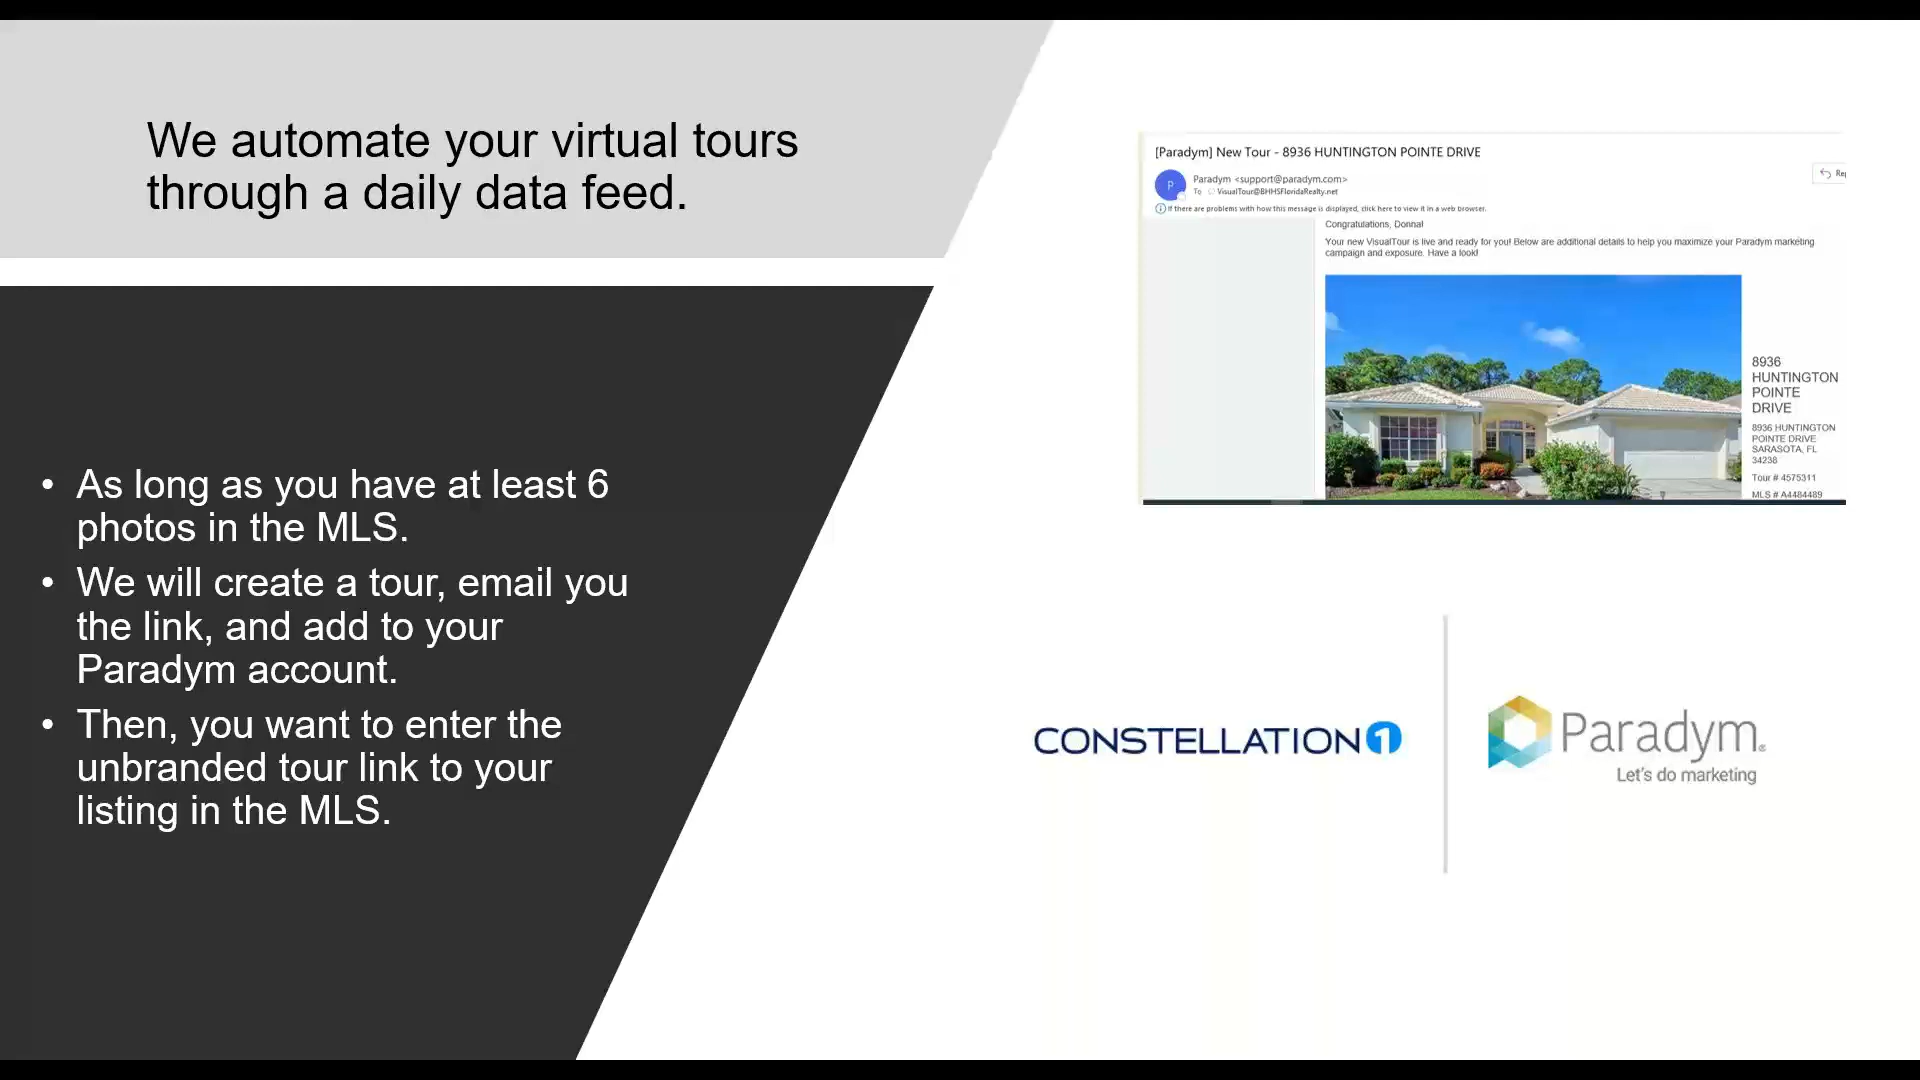 We automate your virtual tours
through a daily data feed.
• As long as you have at least 6
photos in the MLS.
• We will create a tour, email you
the link, and add to your
Paradym account.
• Then, you want to enter the
unbranded tour link to your
listing in the MLS.
[Paradym] New Tour - 8936 HUNTINGTON POINTE DRIVE
P
Paradym <support@paradym.com>
To VisualTour@BHHSFloridaRealty.net
If there are problems with how this message is displayed, click here to view it in a web browser.
Congratulations, Donna!
Your new VisualTour is live and ready for you! Below are additional details to help you maximize your Paradym marketing
campaign and exposure. Have a look!
8936
HUNTINGTON
POINTE
DRIVE
8936 HUNTINGTON
POINTE DRIVE
SARASOTA, FL
34238
Tour # 4575311
MLS # A4484489
CONSTELLATION1
Paradym®
Let's do marketing